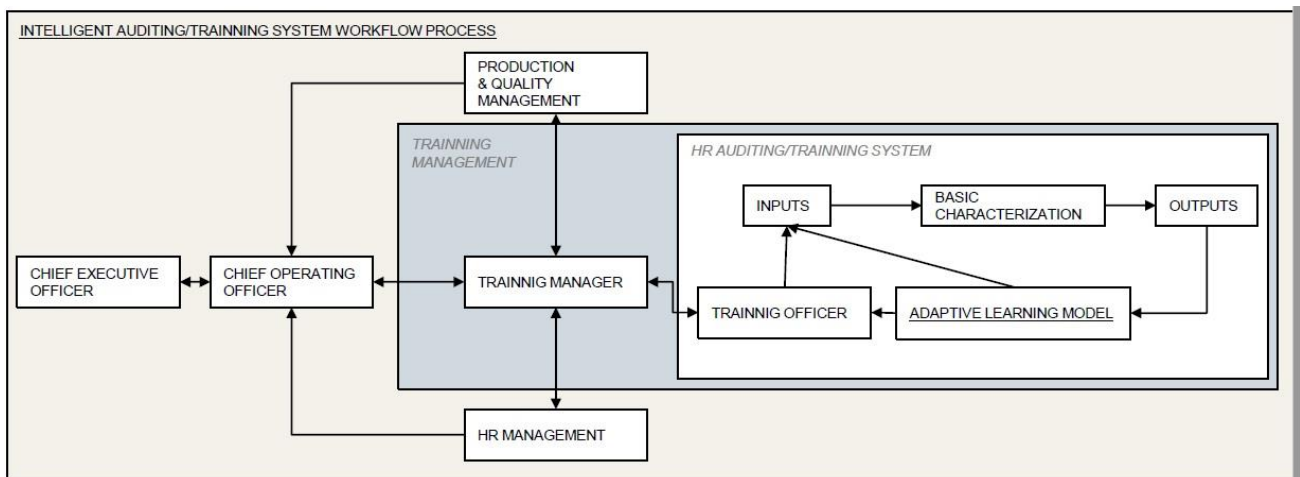 INTELLIGENT AUDITING/TRAINNING SYSTEM WORKFLOW PROCESS
PRODUCTION
& QUALITY
MANAGEMENT
TRAINNING
MANAGEMENT
HR AUDITING/TRAINNING SYSTEM
INPUTS
BASIC
CHARACTERIZATION
OUTPUTS
CHIEF EXECUTIVE
OFFICER
CHIEF OPERATING
OFFICER
TRAINNIG MANAGER
TRAINNIG OFFICER
ADAPTIVE LEARNING MODEL
HR MANAGEMENT